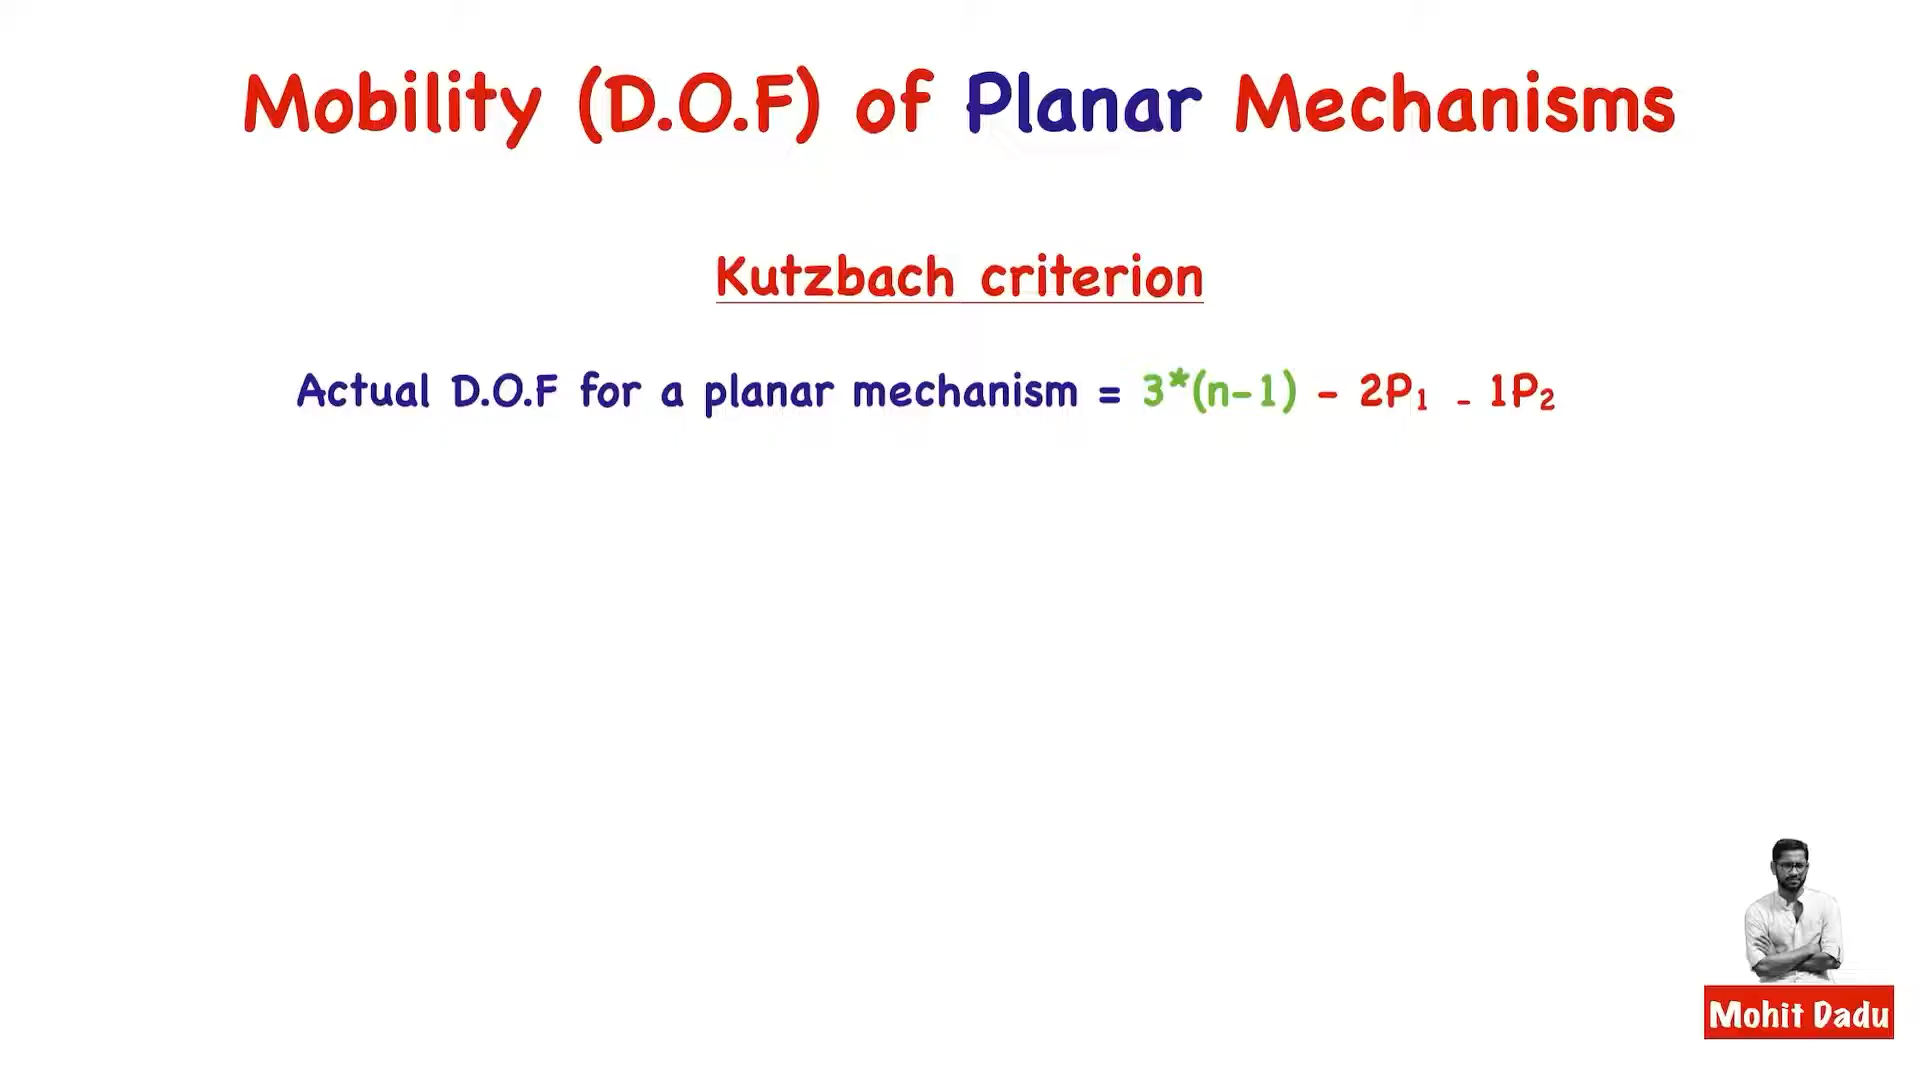 Mobility (D.O.F) of Planar Mechanisms
Kutzbach criterion
Actual D.O.F for a planar mechanism = 3*(n-1) - 2P₁ - 1P₂
Mohit Dadu